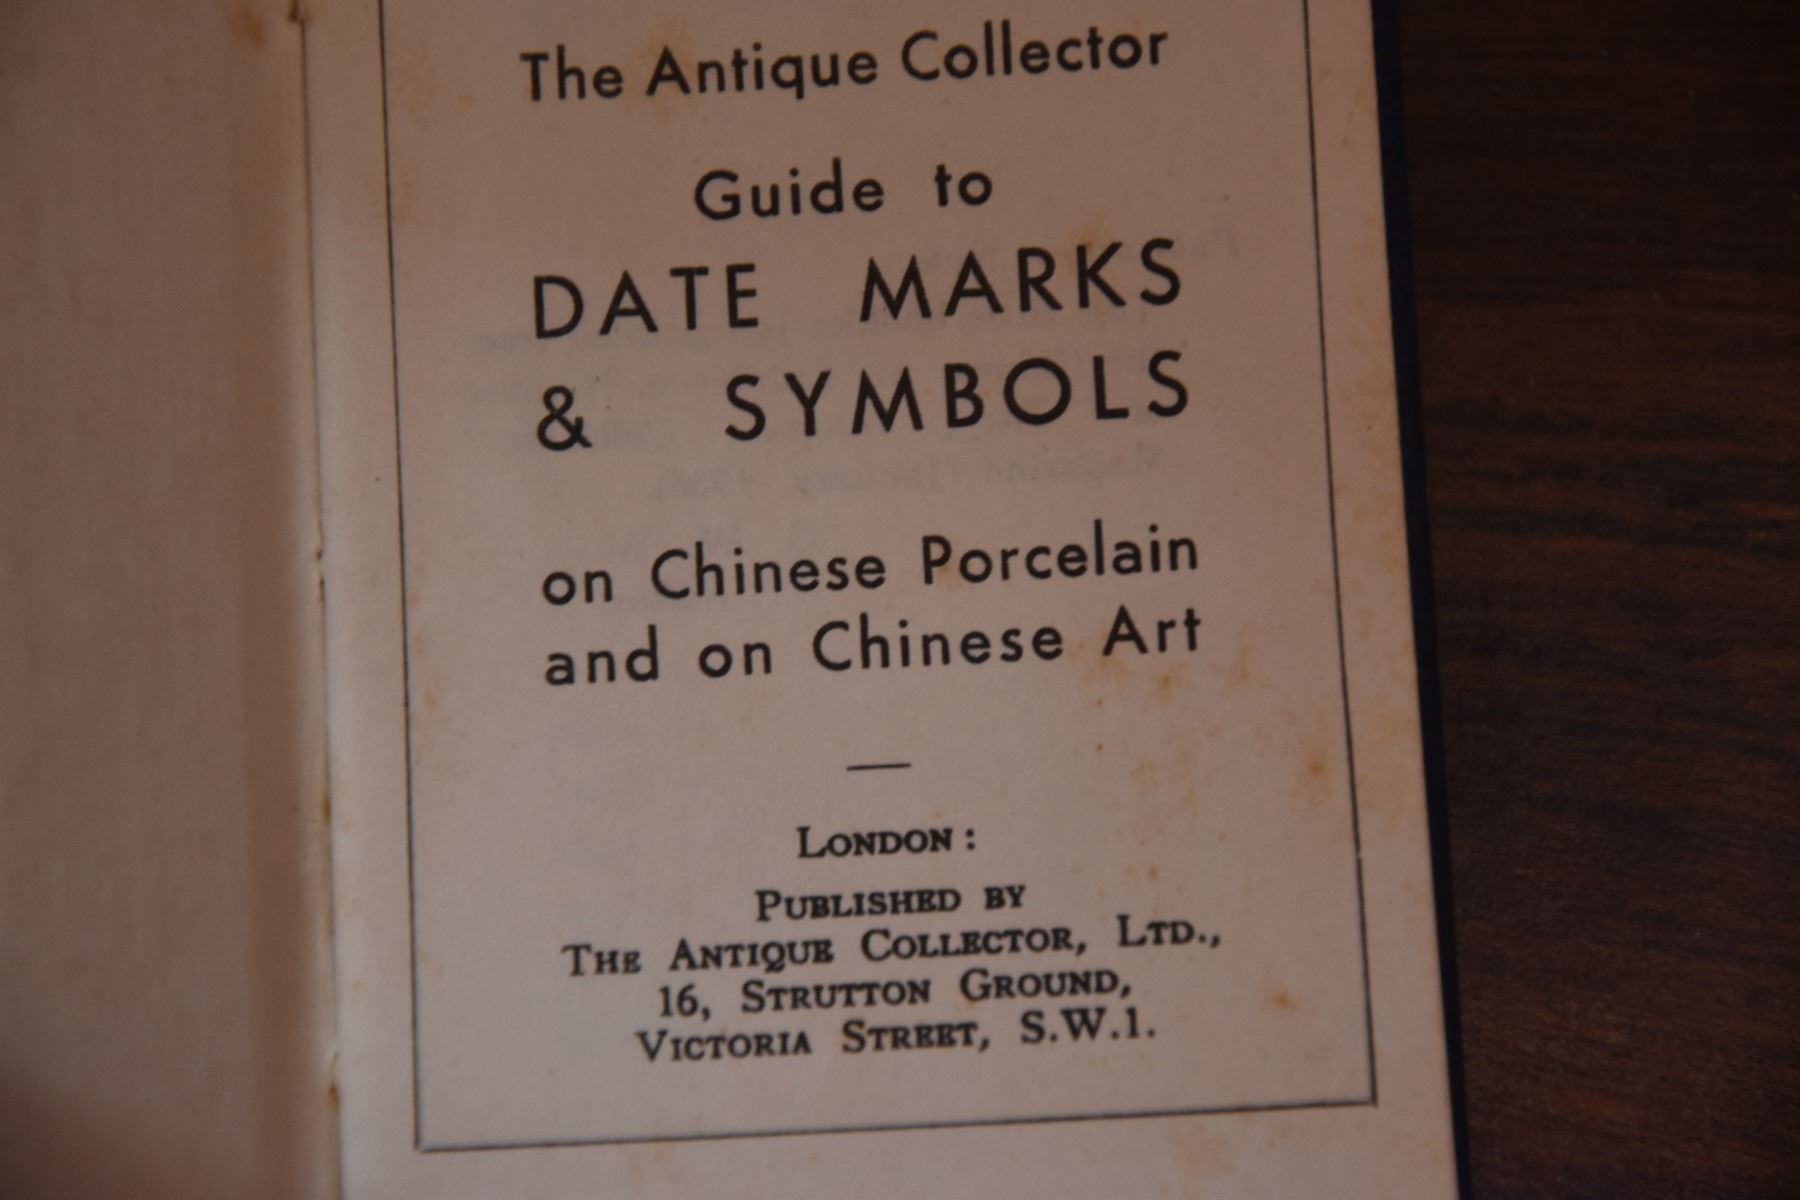 The Antique Collector
Guide to
DATE MARKS
& SYMBOLS
on Chinese Porcelain
and on Chinese Art
LONDON:
PUBLISHED BY
THE ANTIQUE COLLECTOR, LTD.,
16, STRUTTON GROUND,
VICTORIA STREET, S.W.1.